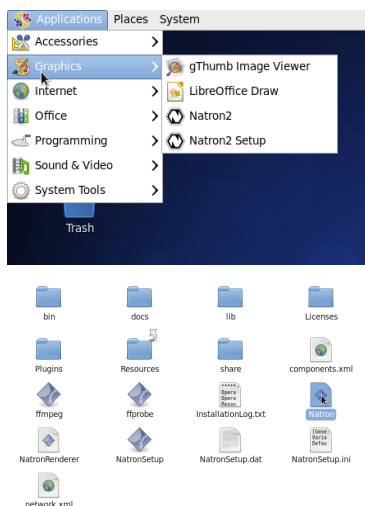 Applications Places System
Accessories
Graphics
Internet
Office
Programming
Sound & Video
System Tools
gThumb Image Viewer
LibreOffice Draw
Natron2
Natron2 Setup
Trash
bin docs lib Licenses
Plugins Resources share components.xml
ffmpeg ffprobe InstallationLog.txt Natron
NatronRenderer NatronSetup NatronSetup.dat NatronSetup.ini
network.xml